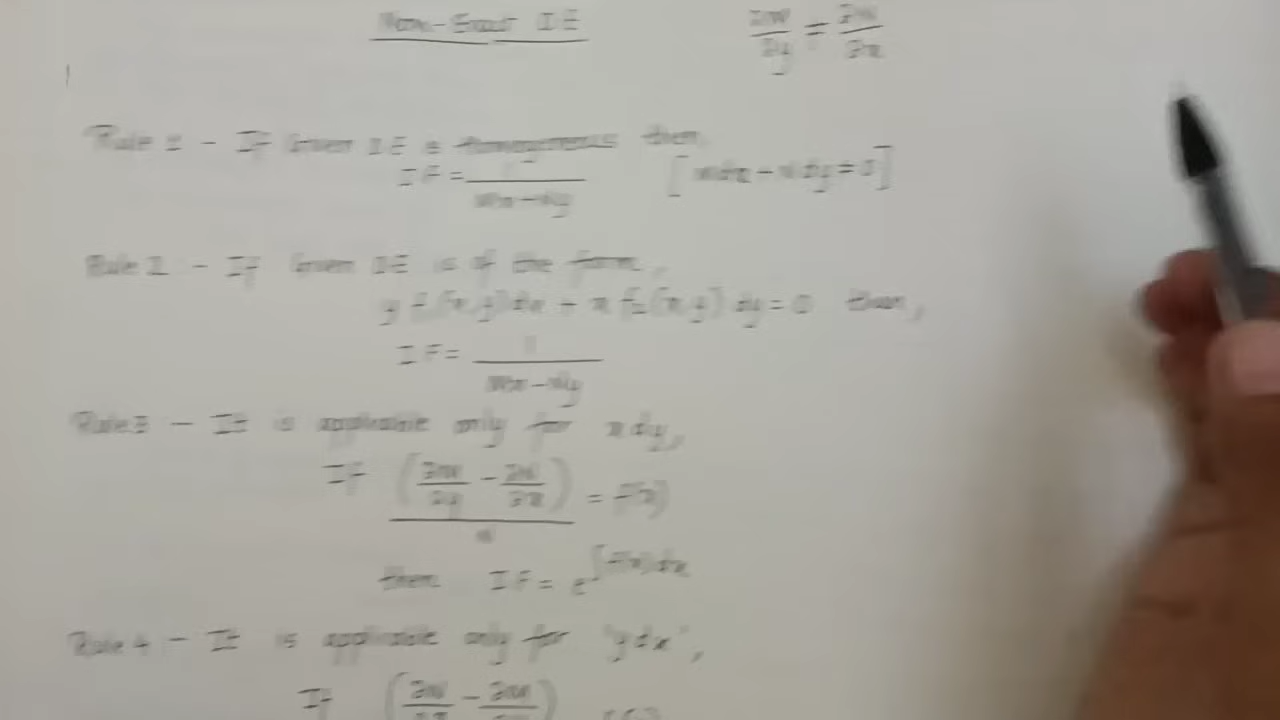 Non-Exact DE ∂M/∂y = ∂N/∂x
Rule 1 - If Given DE is homogeneous then,
IF = 1/(Mx-Ny) [Mdx - Ndy = 0]
Rule 2 - If Given DE is of the form,
y f₁(x,y)dx + x f₂(x,y) dy = 0 then,
IF = 1/(Mx-Ny)
Rule 3 - It is applicable only for xdy,
If (∂M/∂y - ∂N/∂x)/N = f(x)
then IF = e^∫f(x)dx
Rule 4 - It is applicable only for 'ydx',
If (∂N/∂x - ∂M/∂y)